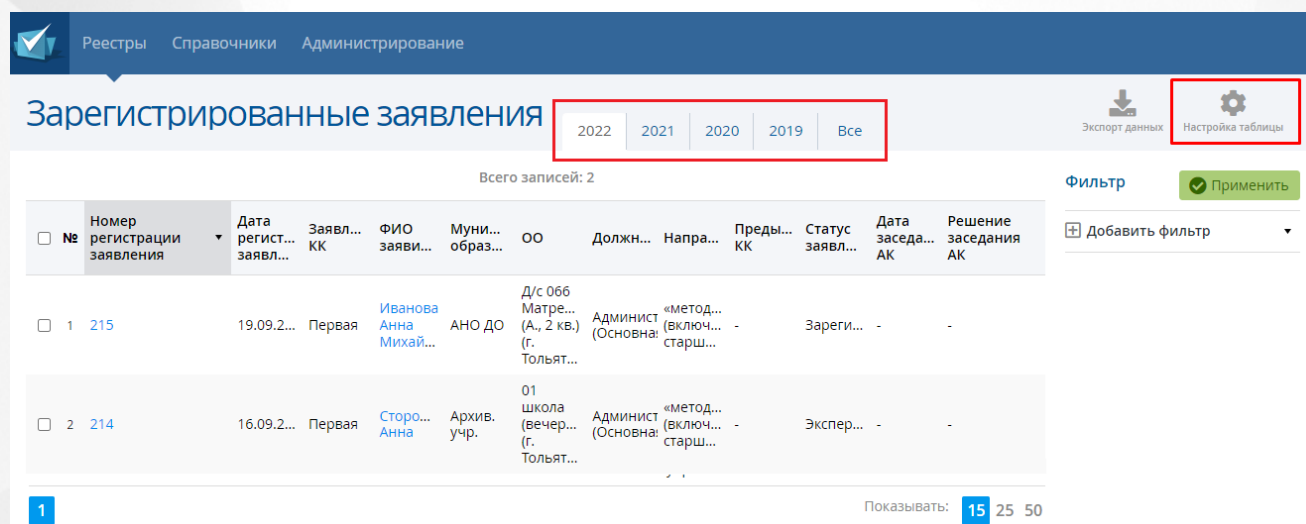 Реестры Справочники Администрирование
Зарегистрированные заявления 2022 2021 2020 2019 Все
Экспорт данных Настройка таблицы
Всего записей: 2
Фильтр Применить
Добавить фильтр
№ Номер регистрации заявления Дата регист... заявл... Заявл... КК ФИО заяви... Муни... образ... ОО Должн... Напра... Преды... КК Статус заявл... Дата заседа... АК Решение заседания АК
1 215 19.09.2... Первая Иванова Анна Михай... АНО ДО Д/с 066 Матре... (А., 2 кв.) (г. Тольят... Админист (Основна «метод... (включ... старш... - Зареги... - -
2 214 16.09.2... Первая Сторо... Анна Архив. учр. 01 школа (вечер... (г. Тольят... Админист (Основна «метод... (включ... старш... - Экспер... - -
1 Показывать: 15 25 50